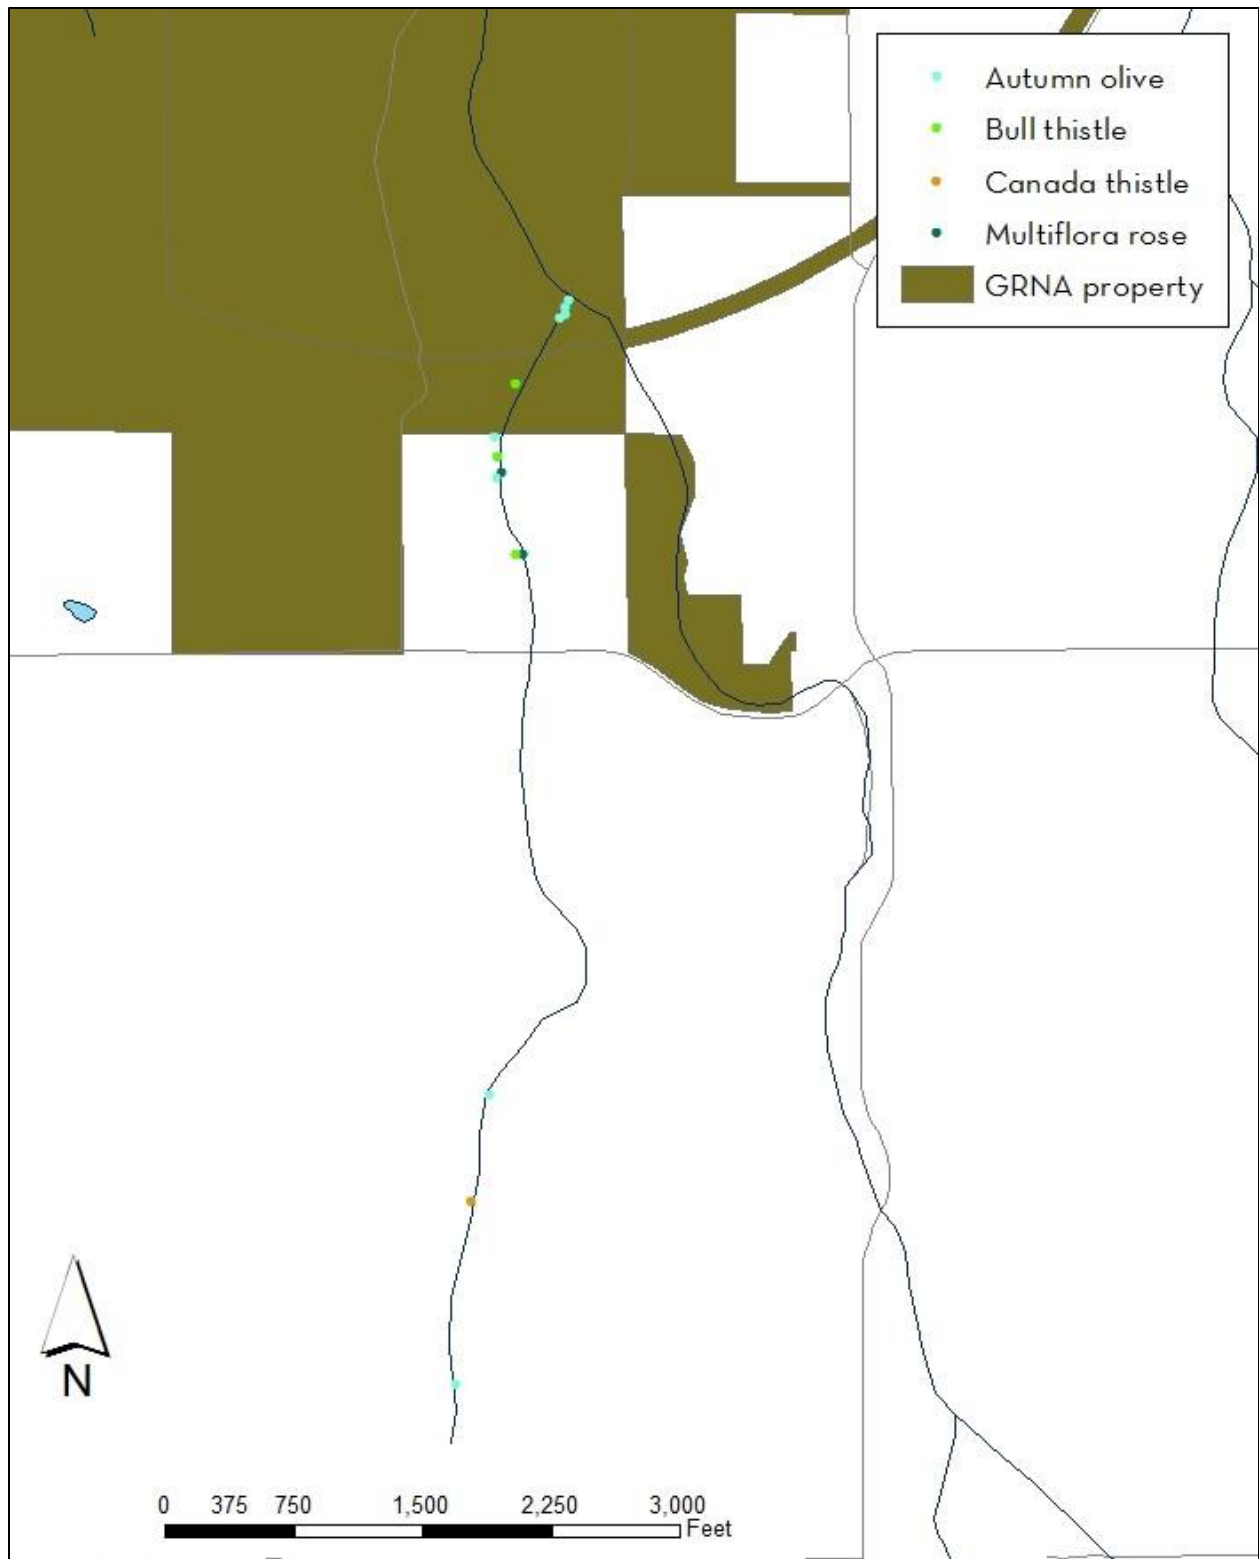 Autumn olive
Bull thistle
Canada thistle
Multiflora rose
GRNA property
N
0 375 750 1,500 2,250 3,000
Feet